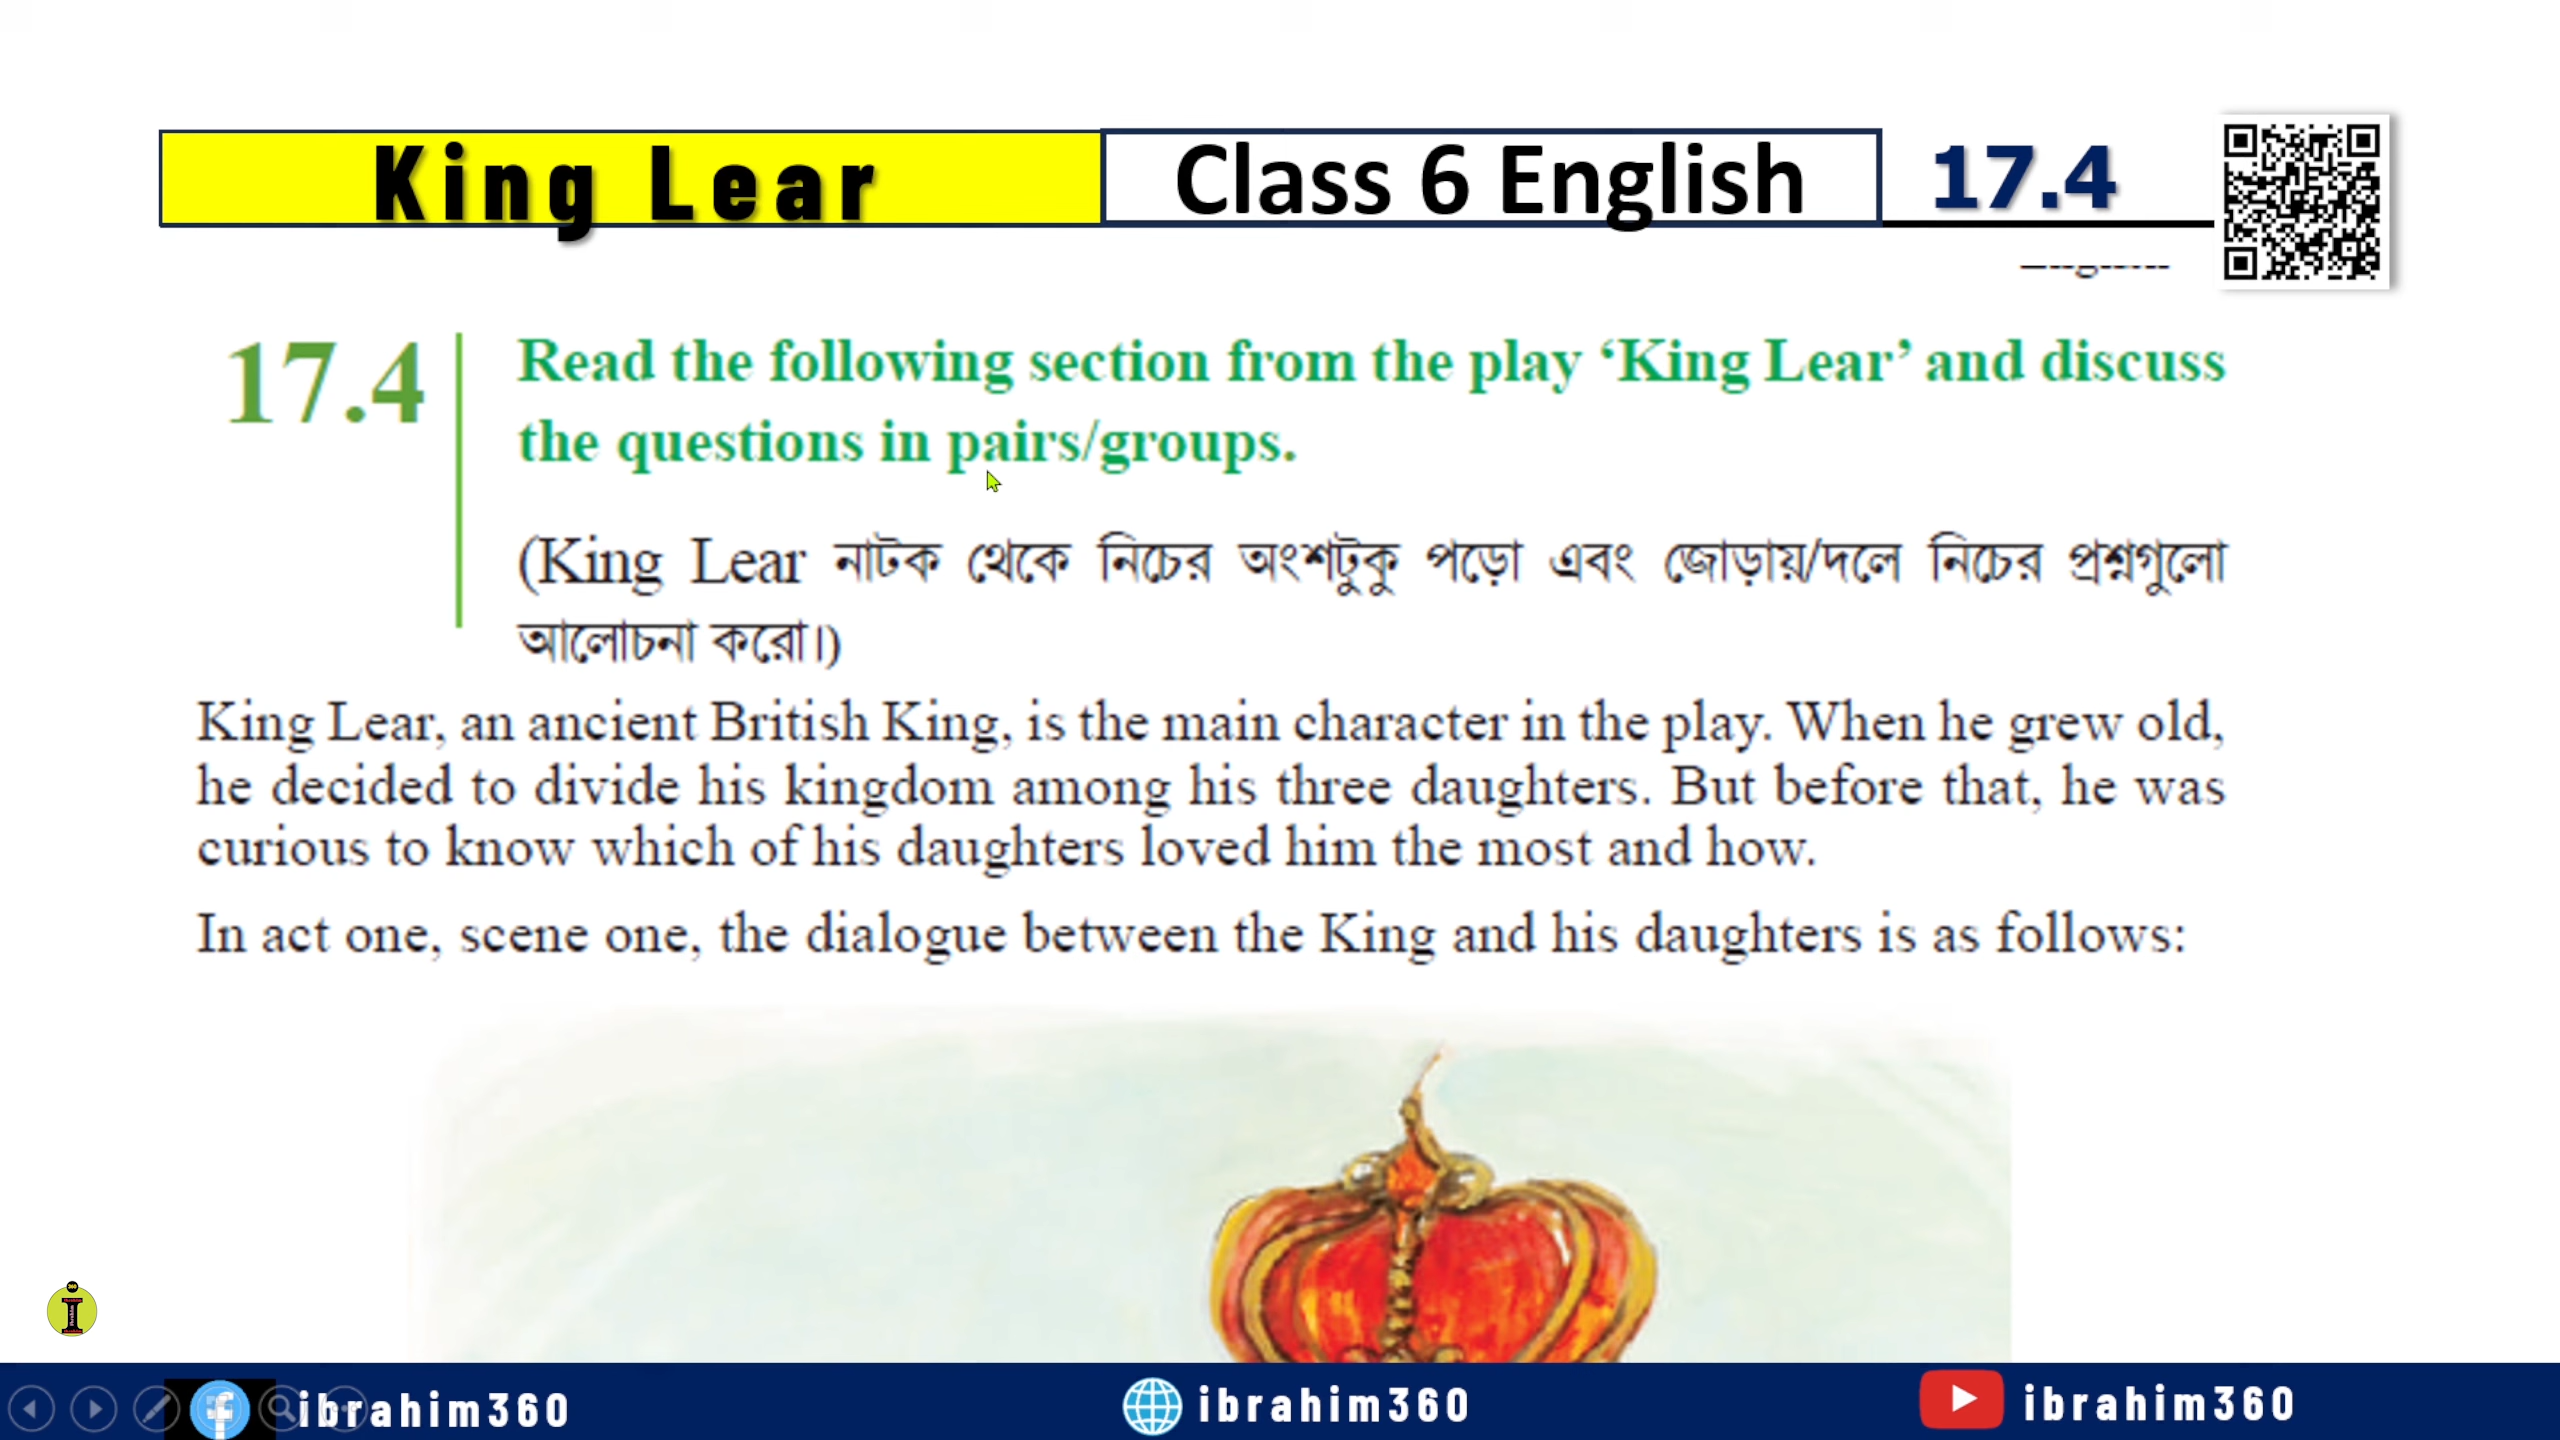 King Lear
Class 6 English
17.4
17.4
Read the following section from the play ‘King Lear’ and discuss
the questions in pairs/groups.
(King Lear নাটক থেকে নিচের অংশটুকু পড়ো এবং জোড়ায়/দলে নিচের প্রশ্নগুলো
আলোচনা করো।)
King Lear, an ancient British King, is the main character in the play. When he grew old,
he decided to divide his kingdom among his three daughters. But before that, he was
curious to know which of his daughters loved him the most and how.
In act one, scene one, the dialogue between the King and his daughters is as follows:
ibrahim360
ibrahim360
ibrahim360